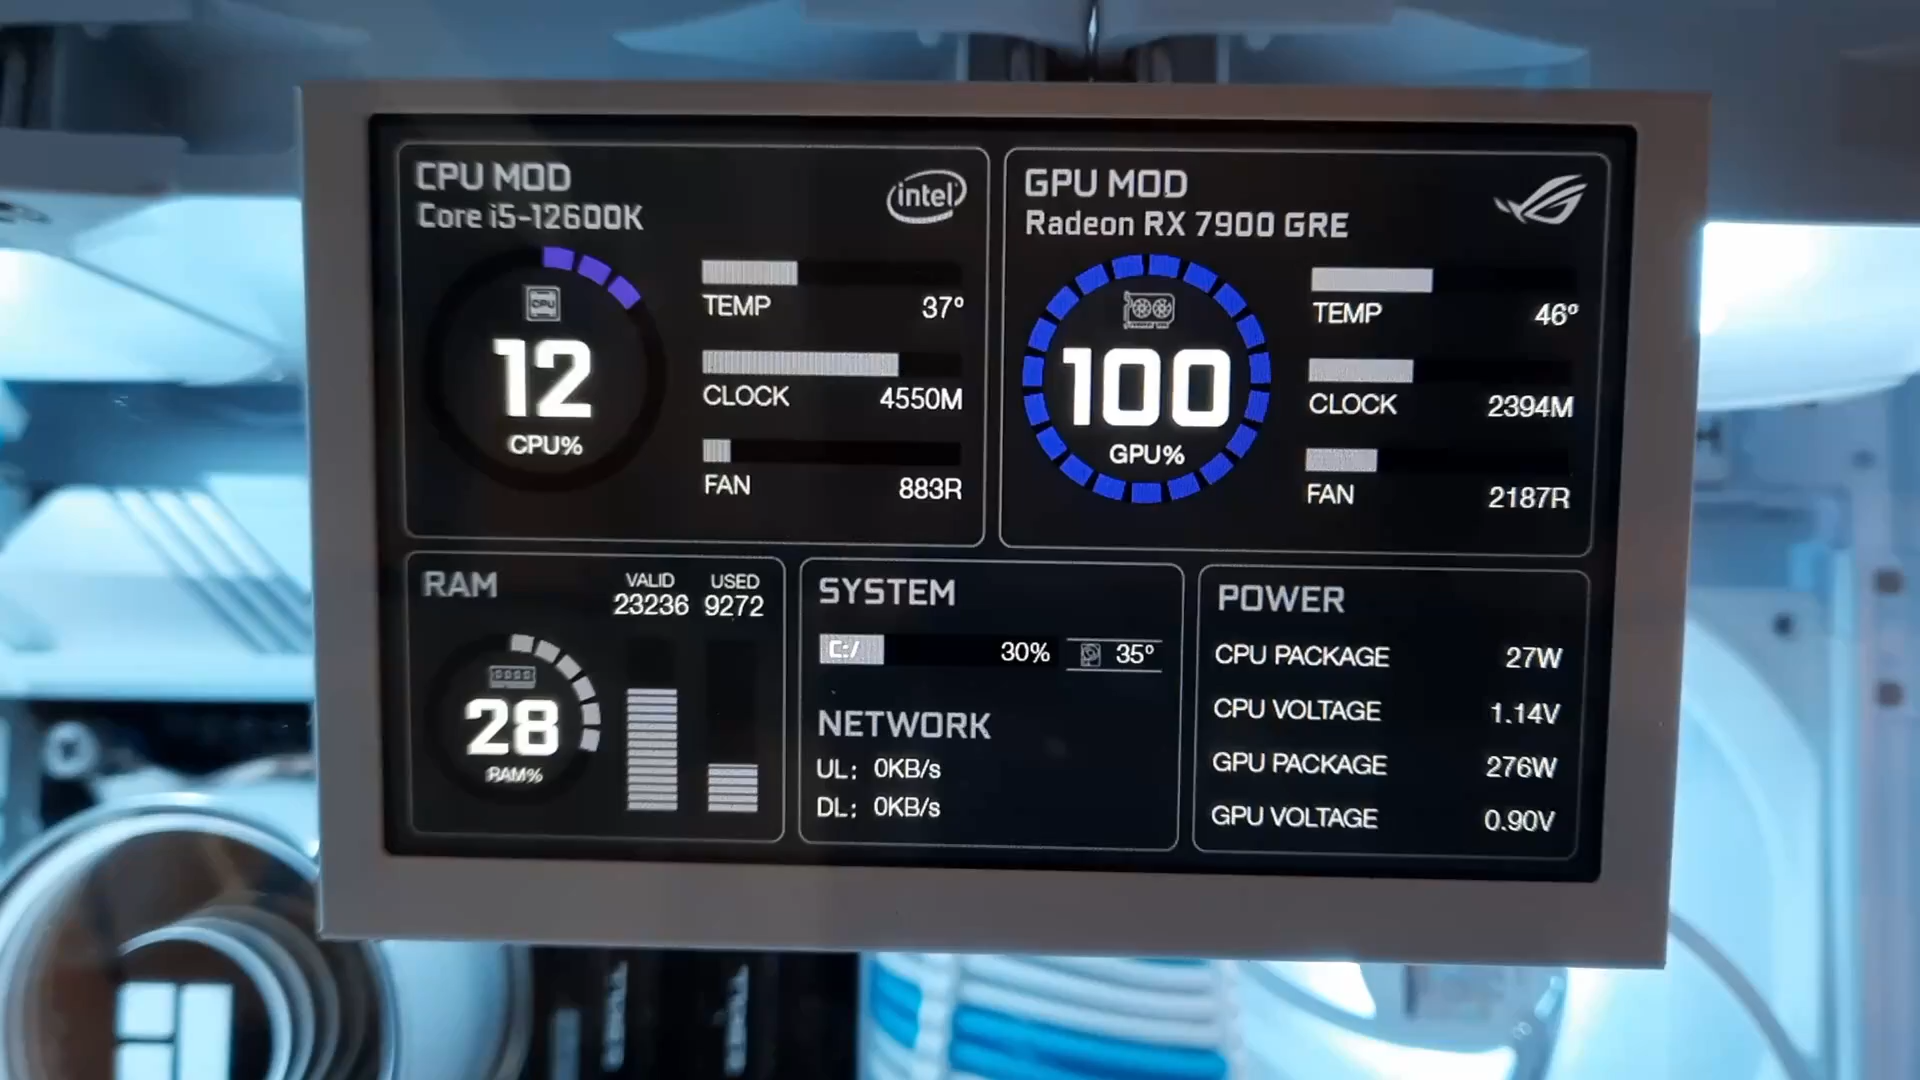 CPU MOD
Core i5-12600K
intel
CPU
12
CPU%
TEMP 37°
CLOCK 4550M
FAN 883R
GPU MOD
Radeon RX 7900 GRE
100
GPU%
TEMP 46°
CLOCK 2394M
FAN 2187R
RAM
VALID USED
23236 9272
28
RAM%
SYSTEM
C:/ 30% 35°
NETWORK
UL: 0KB/s
DL: 0KB/s
POWER
CPU PACKAGE 27W
CPU VOLTAGE 1.14V
GPU PACKAGE 276W
GPU VOLTAGE 0.90V